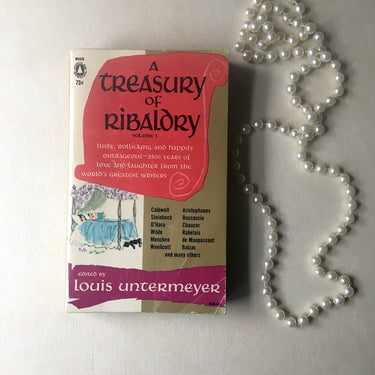 75¢
A
TREASURY
OF
RIBALDRY
VOLUME I
lusty, rollicking and happily
outrageous—2500 years of
love and laughter from the
world's greatest writers
Caldwell Aristophanes
Steinbeck Boccaccio
O'Hara Chaucer
Wilde Rabelais
Mencken de Maupassant
Woollcott Balzac
and many others
edited by
LOUIS UNTERMEYER